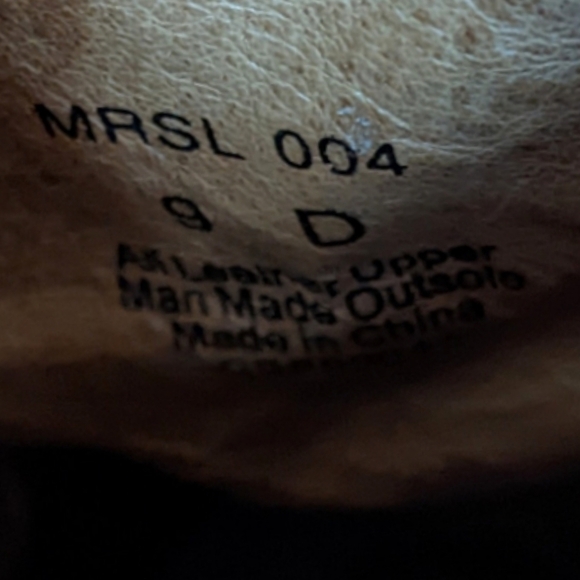 MRSL 004
9 D
All Leather Upper
Man Made Outsole
Made in China